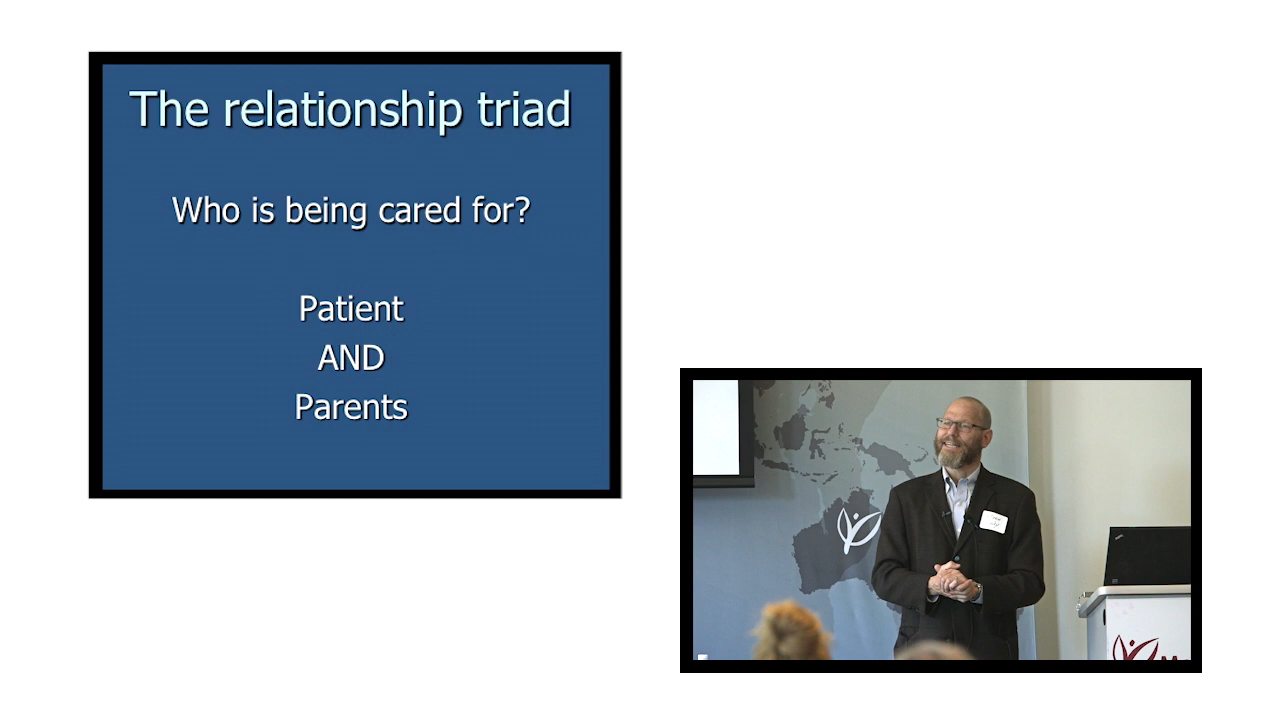 The relationship triad
Who is being cared for?
Patient
AND
Parents